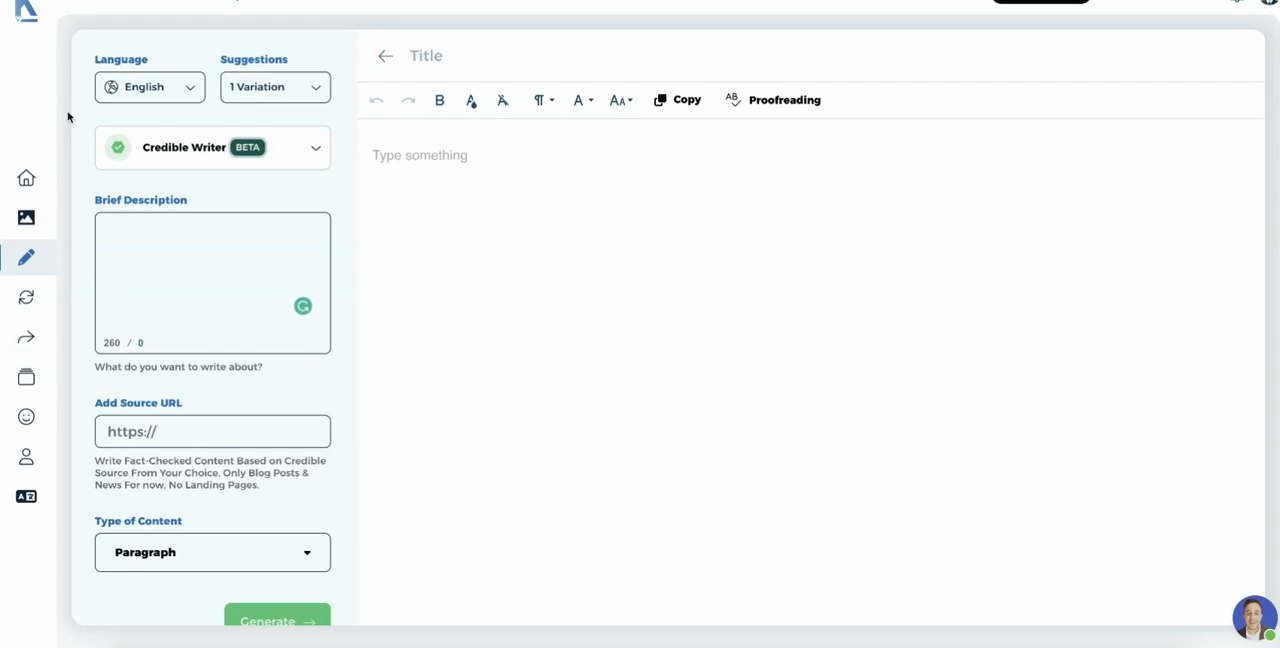 Language
Suggestions
English
1 Variation
Credible Writer BETA
Brief Description
260 / 0
What do you want to write about?
Add Source URL
https://
Write Fact-Checked Content Based on Credible
Source From Your Choice. Only Blog Posts &
News For now, No Landing Pages.
Type of Content
Paragraph
Generate →
Title
B
A
A
¶
A
AA
Copy
AB
Proofreading
Type something